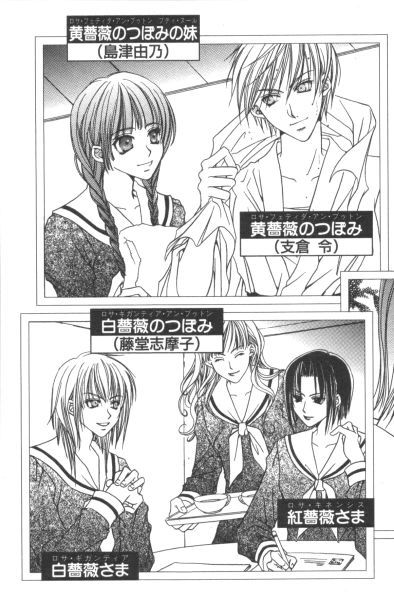 ロサ・フェティダ・アン・ブゥトン プティ・スール
黄薔薇のつぼみの妹
(島津由乃)
ロサ・フェティダ・アン・ブゥトン
黄薔薇のつぼみ
(支倉 令)
ロサ・ギガンティア・アン・ブゥトン
白薔薇のつぼみ
(藤堂志摩子)
ロサ・キネンシス
紅薔薇さま
ロサ・ギガンティア
白薔薇さま